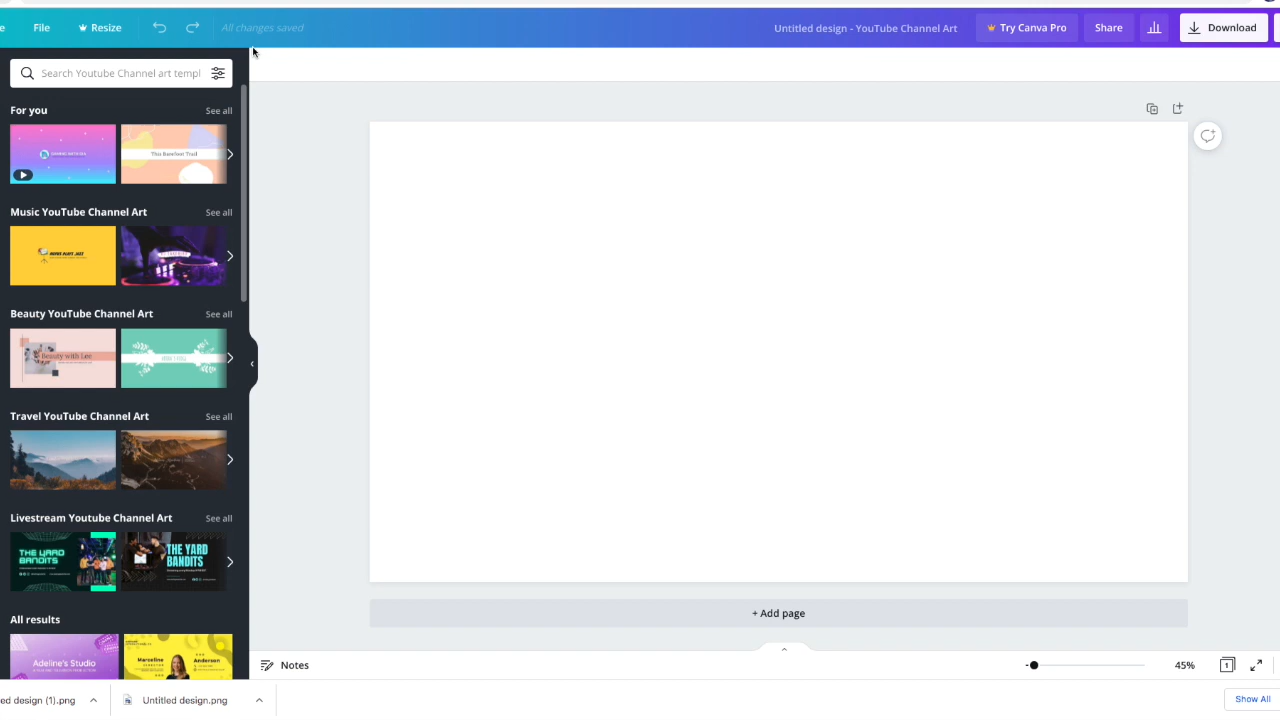 e File Resize All changes saved Untitled design - YouTube Channel Art Try Canva Pro Share Download
Search Youtube Channel art templ
For you See all
This Barefoot Trail
Music YouTube Channel Art See all
Beauty YouTube Channel Art See all
Beauty with Lee
Travel YouTube Channel Art See all
Livestream Youtube Channel Art See all
THE YARD BANDITS
THE YARD BANDITS
All results
Adeline's Studio
Marceline Anderson
+ Add page
Notes 45% 1
ed design (1).png Untitled design.png Show All